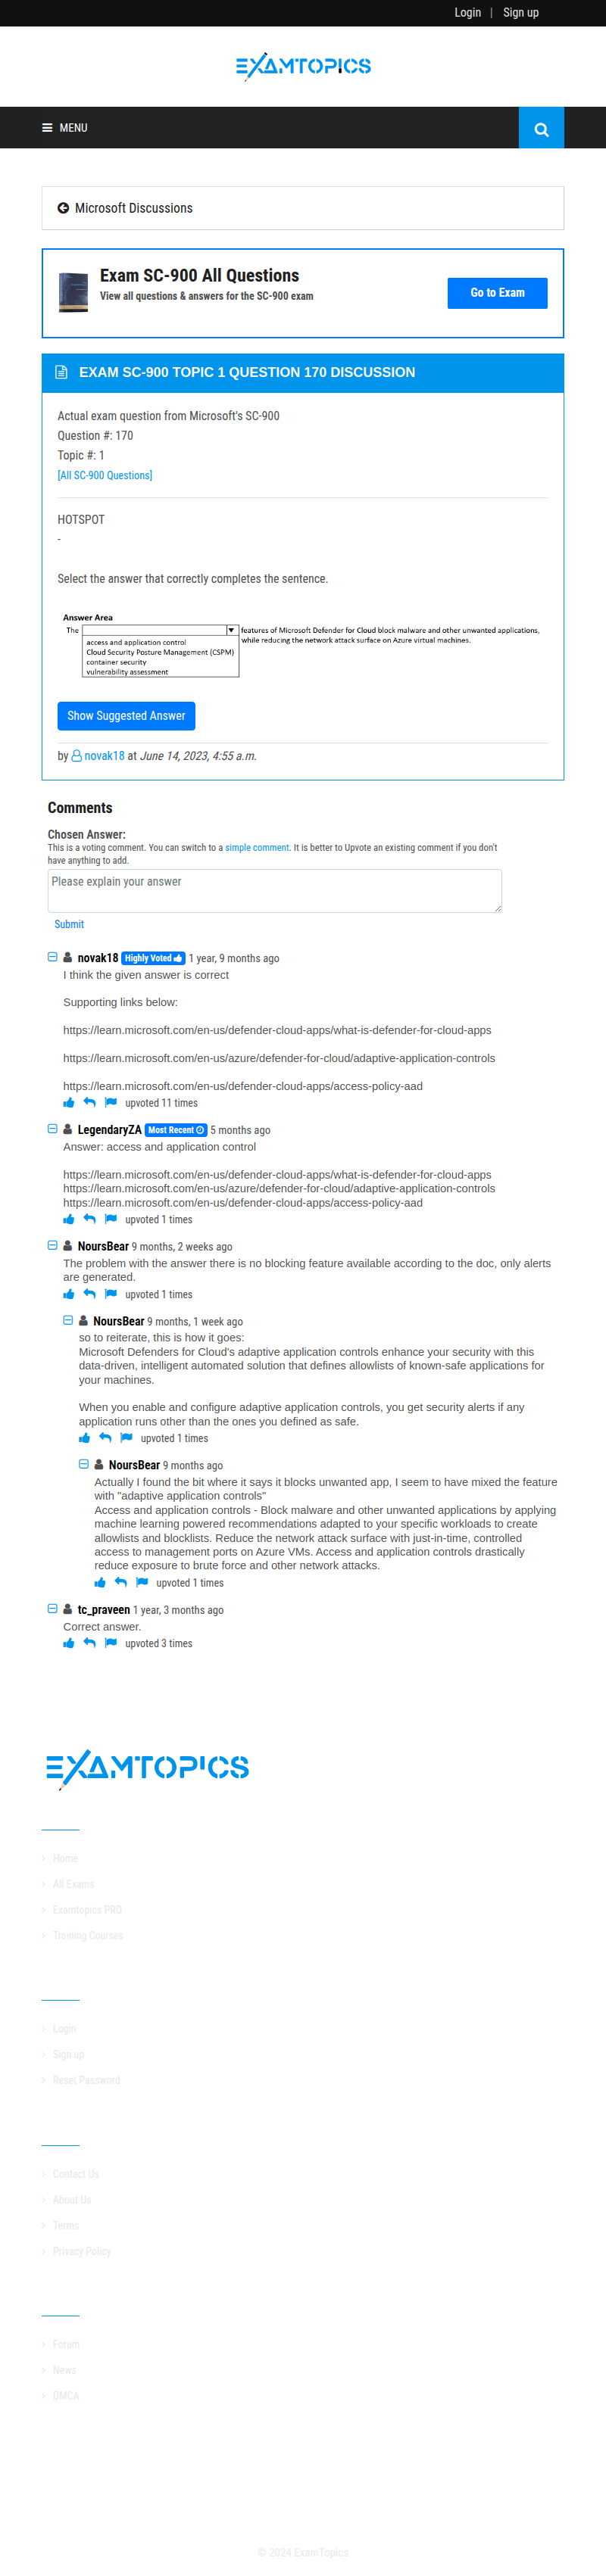 Login | Sign up
EXAMTOPICS
MENU
Microsoft Discussions
Exam SC-900 All Questions
View all questions & answers for the SC-900 exam
Go to Exam
EXAM SC-900 TOPIC 1 QUESTION 170 DISCUSSION
Actual exam question from Microsoft's SC-900
Question #: 170
Topic #: 1
[All SC-900 Questions]
HOTSPOT
-
Select the answer that correctly completes the sentence.
Answer Area
The features of Microsoft Defender for Cloud block malware and other unwanted applications,
while reducing the network attack surface on Azure virtual machines.
access and application control
Cloud Security Posture Management (CSPM)
container security
vulnerability assessment
Show Suggested Answer
by novak18 at June 14, 2023, 4:55 a.m.
Comments
Chosen Answer:
This is a voting comment. You can switch to a simple comment. It is better to Upvote an existing comment if you don't
have anything to add.
Please explain your answer
Submit
novak18 Highly Voted 1 year, 9 months ago
I think the given answer is correct
Supporting links below:
https://learn.microsoft.com/en-us/defender-cloud-apps/what-is-defender-for-cloud-apps
https://learn.microsoft.com/en-us/azure/defender-for-cloud/adaptive-application-controls
https://learn.microsoft.com/en-us/defender-cloud-apps/access-policy-aad
upvoted 11 times
LegendaryZA Most Recent 5 months ago
Answer: access and application control
https://learn.microsoft.com/en-us/defender-cloud-apps/what-is-defender-for-cloud-apps
https://learn.microsoft.com/en-us/azure/defender-for-cloud/adaptive-application-controls
https://learn.microsoft.com/en-us/defender-cloud-apps/access-policy-aad
upvoted 1 times
NoursBear 9 months, 2 weeks ago
The problem with the answer there is no blocking feature available according to the doc, only alerts
are generated.
upvoted 1 times
NoursBear 9 months, 1 week ago
so to reiterate, this is how it goes:
Microsoft Defenders for Cloud's adaptive application controls enhance your security with this
data-driven, intelligent automated solution that defines allowlists of known-safe applications for
your machines.
When you enable and configure adaptive application controls, you get security alerts if any
application runs other than the ones you defined as safe.
upvoted 1 times
NoursBear 9 months ago
Actually I found the bit where it says it blocks unwanted app, I seem to have mixed the feature
with "adaptive application controls"
Access and application controls - Block malware and other unwanted applications by applying
machine learning powered recommendations adapted to your specific workloads to create
allowlists and blocklists. Reduce the network attack surface with just-in-time, controlled
access to management ports on Azure VMs. Access and application controls drastically
reduce exposure to brute force and other network attacks.
upvoted 1 times
tc_praveen 1 year, 3 months ago
Correct answer.
upvoted 3 times
EXAMTOPICS
Home
All Exams
Examtopics PRO
Training Courses
Login
Sign up
Reset Password
Contact Us
About Us
Terms
Privacy Policy
Forum
News
DMCA
© 2024 ExamTopics